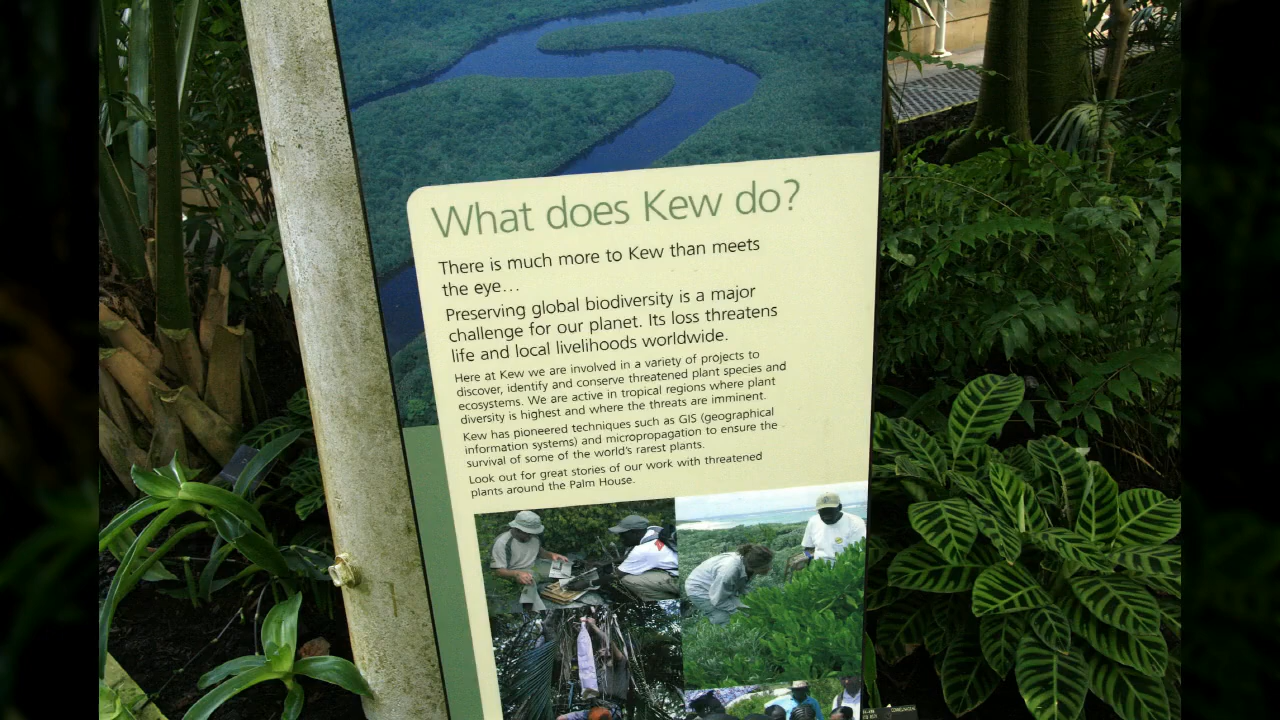 What does Kew do?
There is much more to Kew than meets
the eye...
Preserving global biodiversity is a major
challenge for our planet. Its loss threatens
life and local livelihoods worldwide.
Here at Kew we are involved in a variety of projects to
discover, identify and conserve threatened plant species and
ecosystems. We are active in tropical regions where plant
diversity is highest and where the threats are imminent.
Kew has pioneered techniques such as GIS (geographical
information systems) and micropropagation to ensure the
survival of some of the world's rarest plants.
Look out for great stories of our work with threatened
plants around the Palm House.